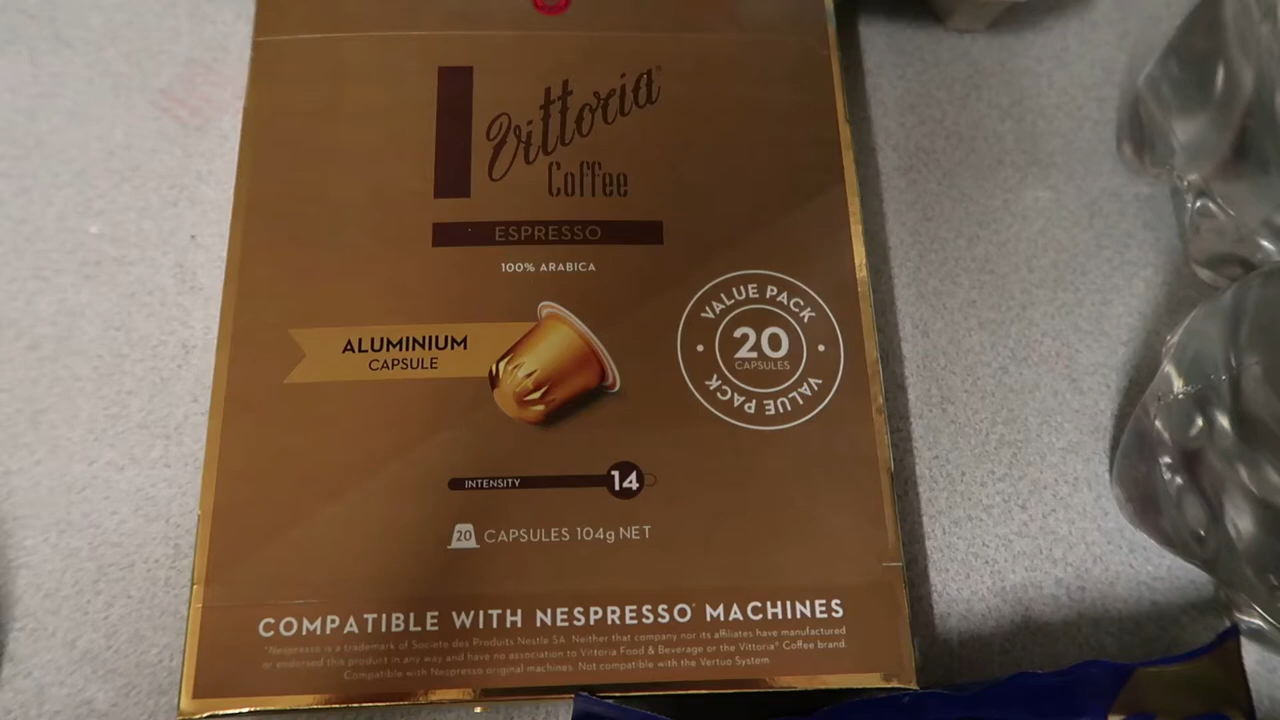 Vittoria®
Coffee
ESPRESSO
100% ARABICA
ALUMINIUM
CAPSULE
VALUE PACK
20
CAPSULES
VALUE PACK
INTENSITY 14
20 CAPSULES 104g NET
COMPATIBLE WITH NESPRESSO* MACHINES
*Nespresso is a trademark of Societe des Produits Nestle SA. Neither that company nor its affiliates have manufactured
or endorsed this product in any way and have no association to Vittoria Food & Beverage or the Vittoria® Coffee brand.
Compatible with Nespresso original machines. Not compatible with the Vertuo System